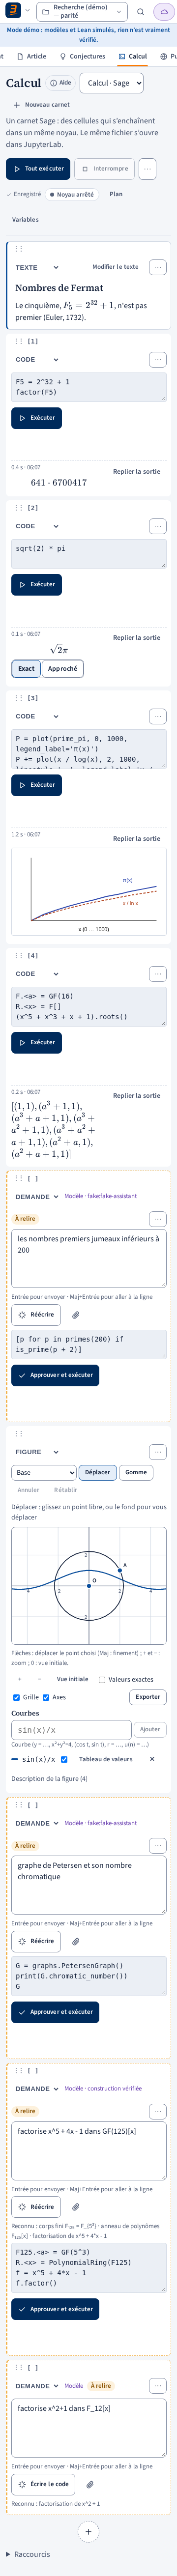 Recherche (démo) — parité
Mode démo : modèles et Lean simulés, rien n'est vraiment vérifié.
Article
Conjectures
Calcul
Calcul
Aide
Calcul · Sage
Nouveau carnet
Un carnet Sage : des cellules qui s'enchaînent dans un même noyau. Le même fichier s'ouvre dans JupyterLab.
Tout exécuter
Interrompre
Enregistré
Noyau arrêté
Plan
Variables
TEXTE
Modifier le texte
Nombres de Fermat
Le cinquième, F₅ = 2³² + 1, n'est pas premier (Euler, 1732).
[1]
CODE
F5 = 2^32 + 1
factor(F5)
Exécuter
0.4 s · 06:07
Replier la sortie
641 · 6700417
[2]
CODE
sqrt(2) * pi
Exécuter
0.1 s · 06:07
Replier la sortie
√2π
Exact
Approché
[3]
CODE
P = plot(prime_pi, 0, 1000,
legend_label='π(x)')
P += plot(x / log(x), 2, 1000,
Exécuter
1.2 s · 06:07
Replier la sortie
π(x)
x / ln x
x (0 … 1000)
[4]
CODE
F.<a> = GF(16)
R.<x> = F[]
(x^5 + x^3 + x + 1).roots()
Exécuter
0.2 s · 06:07
Replier la sortie
[(1, 1), (a³ + 1, 1),
(a³ + a + 1, 1), (a³ +
a² + 1, 1), (a³ + a² +
a + 1, 1), (a² + a, 1),
(a² + a + 1, 1)]
[ ]
DEMANDE
Modèle · fake:fake-assistant
À relire
les nombres premiers jumeaux inférieurs à 200
Entrée pour envoyer · Maj+Entrée pour aller à la ligne
Réécrire
[p for p in primes(200) if
is_prime(p + 2)]
Approuver et exécuter
FIGURE
Base
Déplacer
Gomme
Annuler
Rétablir
Déplacer : glissez un point libre, ou le fond pour vous déplacer
A
O
Flèches : déplacer le point choisi (Maj : finement) ; + et − : zoom ; 0 : vue initiale.
+
−
Vue initiale
Valeurs exactes
Grille
Axes
Exporter
Courbes
sin(x)/x
Ajouter
Courbe (y = …, x²+y²=4, (cos t, sin t), r = …, u(n) = …)
sin(x)/x
Tableau de valeurs
×
Description de la figure (4)
[ ]
DEMANDE
Modèle · fake:fake-assistant
À relire
graphe de Petersen et son nombre chromatique
Entrée pour envoyer · Maj+Entrée pour aller à la ligne
Réécrire
G = graphs.PetersenGraph()
print(G.chromatic_number())
G
Approuver et exécuter
[ ]
DEMANDE
Modèle · construction vérifiée
À relire
factorise x^5 + 4x - 1 dans GF(125)[x]
Entrée pour envoyer · Maj+Entrée pour aller à la ligne
Réécrire
Reconnu : corps fini F₁₂₅ = F_(5³) · anneau de polynômes F₁₂₅[x] · factorisation de x^5 + 4*x - 1
F125.<a> = GF(5^3)
R.<x> = PolynomialRing(F125)
f = x^5 + 4*x - 1
f.factor()
Approuver et exécuter
[ ]
DEMANDE
Modèle
À relire
factorise x^2+1 dans F_12[x]
Entrée pour envoyer · Maj+Entrée pour aller à la ligne
Écrire le code
Reconnu : factorisation de x^2 + 1
+
Raccourcis